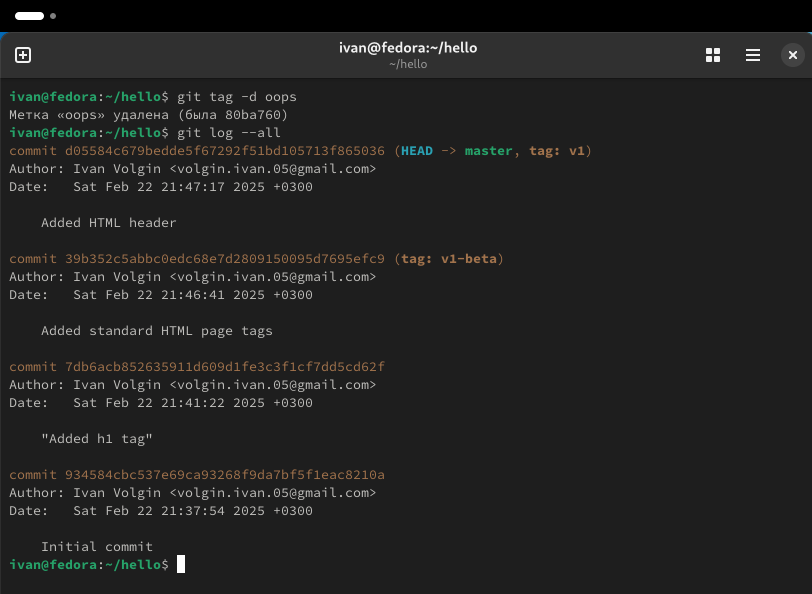 ivan@fedora:~/hello
~/hello
ivan@fedora:~/hello$ git tag -d oops
Метка «oops» удалена (была 80ba760)
ivan@fedora:~/hello$ git log --all
commit d05584c679bedde5f67292f51bd105713f865036 (HEAD -> master, tag: v1)
Author: Ivan Volgin <volgin.ivan.05@gmail.com>
Date:   Sat Feb 22 21:47:17 2025 +0300
    Added HTML header
commit 39b352c5abbc0edc68e7d2809150095d7695efc9 (tag: v1-beta)
Author: Ivan Volgin <volgin.ivan.05@gmail.com>
Date:   Sat Feb 22 21:46:41 2025 +0300
    Added standard HTML page tags
commit 7db6acb852635911d609d1fe3c3f1cf7dd5cd62f
Author: Ivan Volgin <volgin.ivan.05@gmail.com>
Date:   Sat Feb 22 21:41:22 2025 +0300
    "Added h1 tag"
commit 934584cbc537e69ca93268f9da7bf5f1eac8210a
Author: Ivan Volgin <volgin.ivan.05@gmail.com>
Date:   Sat Feb 22 21:37:54 2025 +0300
    Initial commit
ivan@fedora:~/hello$